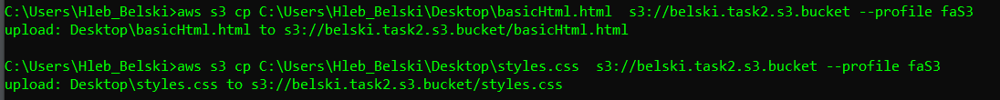 C:\Users\Hleb_Belski>aws s3 cp C:\Users\Hleb_Belski\Desktop\basicHtml.html  s3://belski.task2.s3.bucket --profile faS3
upload: Desktop\basicHtml.html to s3://belski.task2.s3.bucket/basicHtml.html
C:\Users\Hleb_Belski>aws s3 cp C:\Users\Hleb_Belski\Desktop\styles.css  s3://belski.task2.s3.bucket --profile faS3
upload: Desktop\styles.css to s3://belski.task2.s3.bucket/styles.css